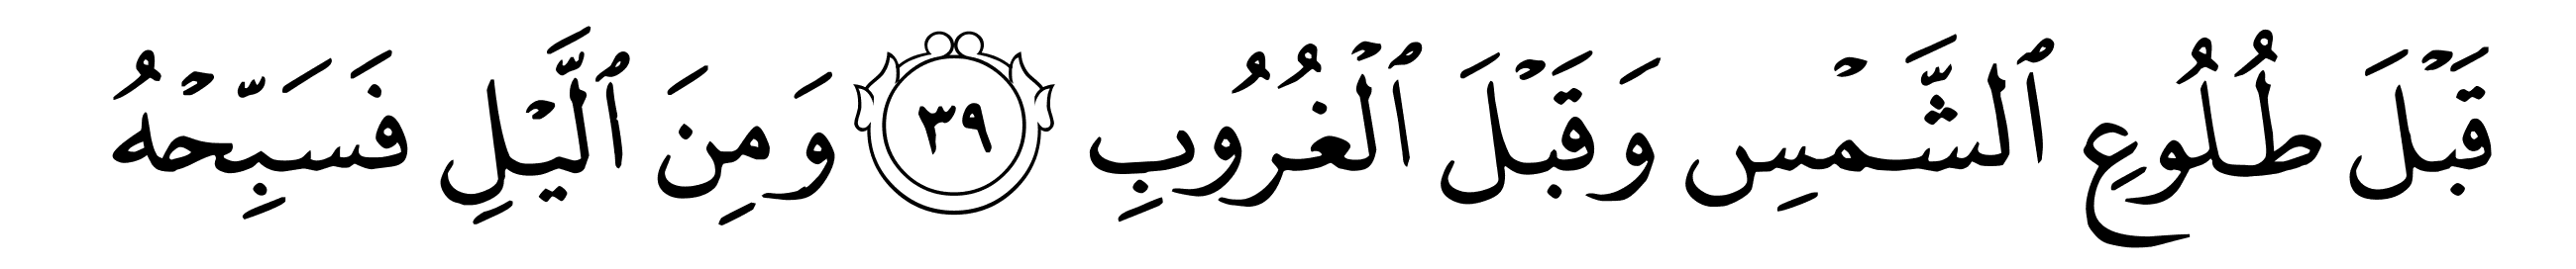 قَبْلَ طُلُوعِ ٱلشَّمْسِ وَقَبْلَ ٱلْغُرُوبِ ٣٩ وَمِنَ ٱلَّيْلِ فَسَبِّحْهُ